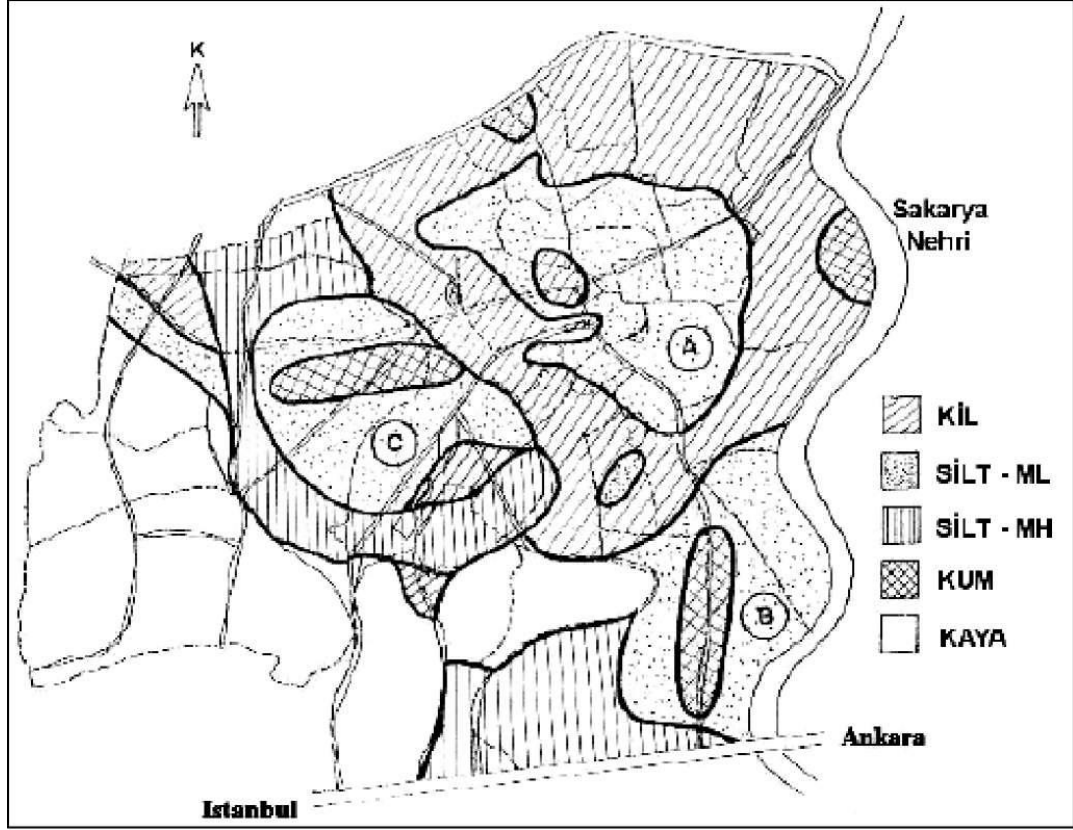 K
Sakarya
Nehri
A
KİL
C
SİLT - ML
SİLT - MH
KUM
B
KAYA
Ankara
Istanbul